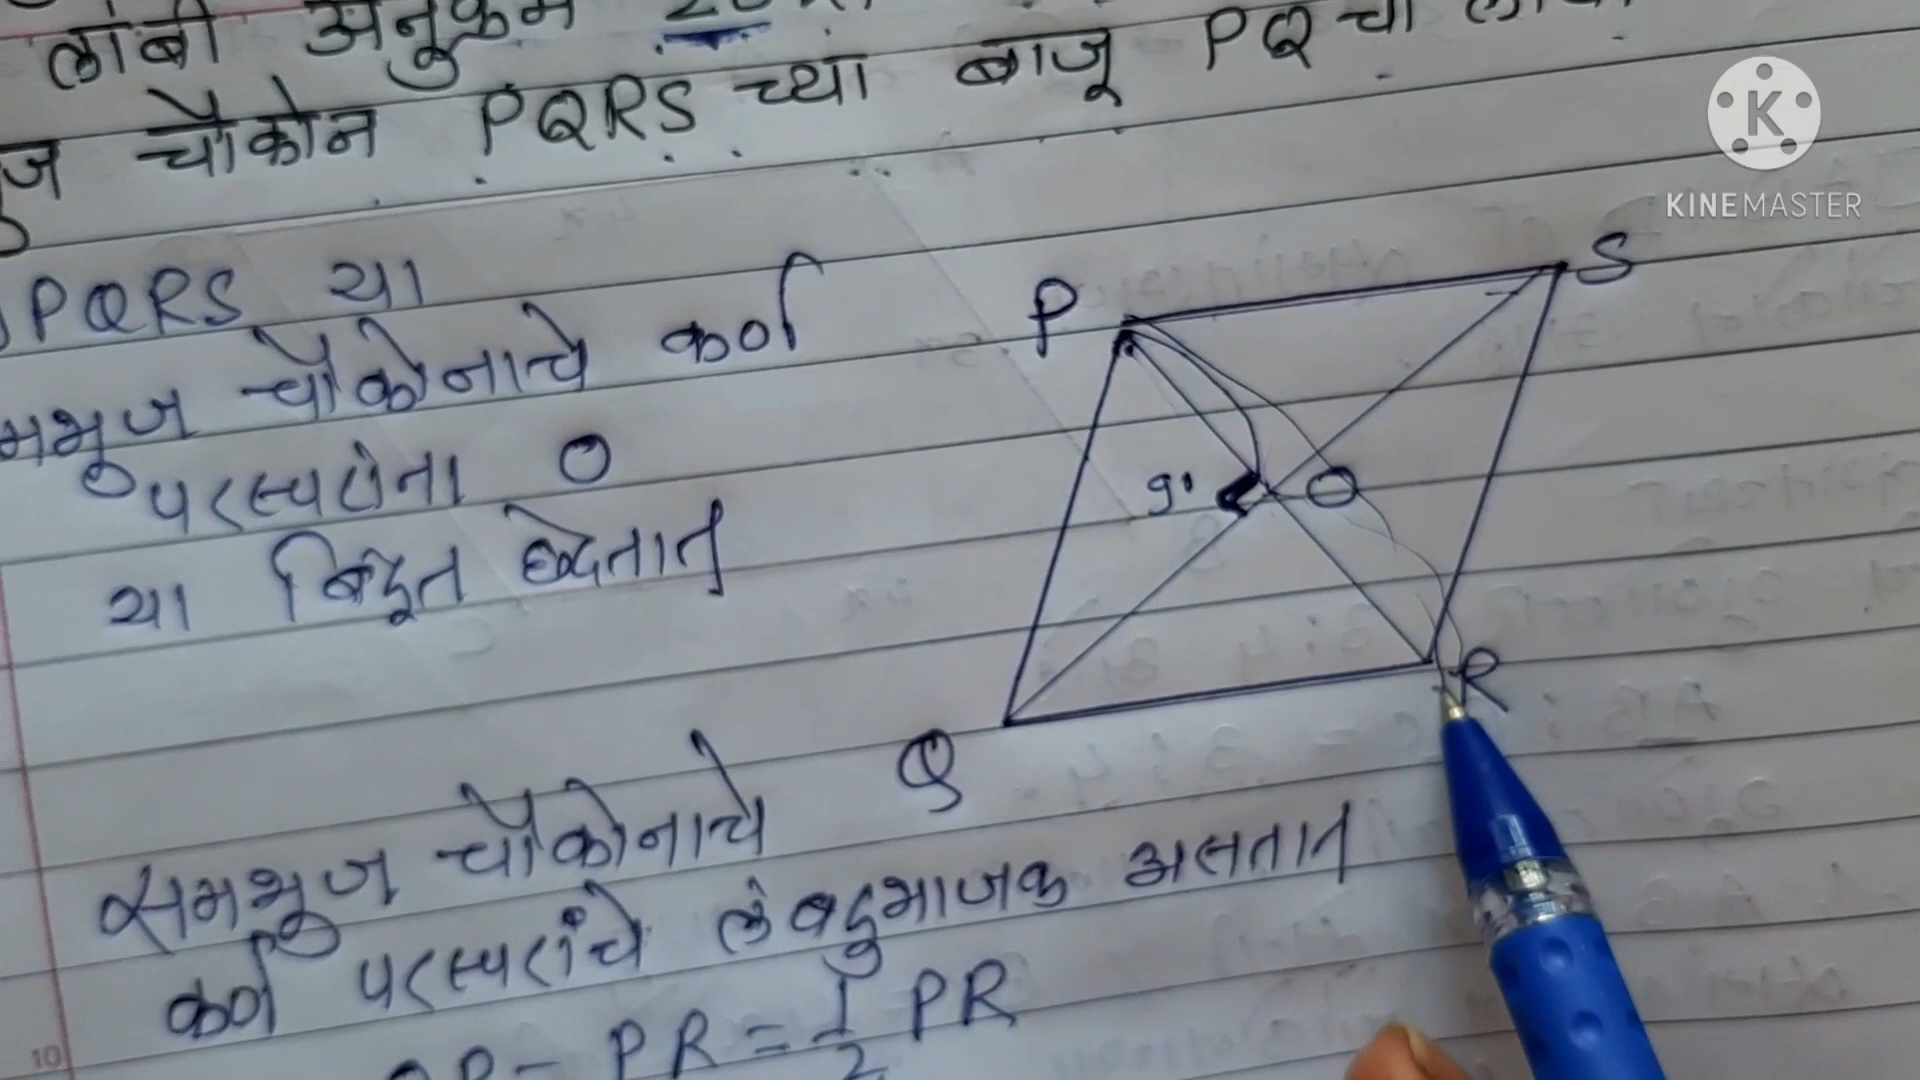 लांबी अनुक्रमे
चौकोन PQRS च्या बाजू PQ ची
K
KINEMASTER
PQRS या
चौकोनाचे कर्ण
परस्परांना O
या बिंदूत छेदतात
P
S
O
R
Q
समभुज चौकोनाचे
कर्ण परस्परांचे लंबदुभाजक असतात
PR = 1/2 PR
10